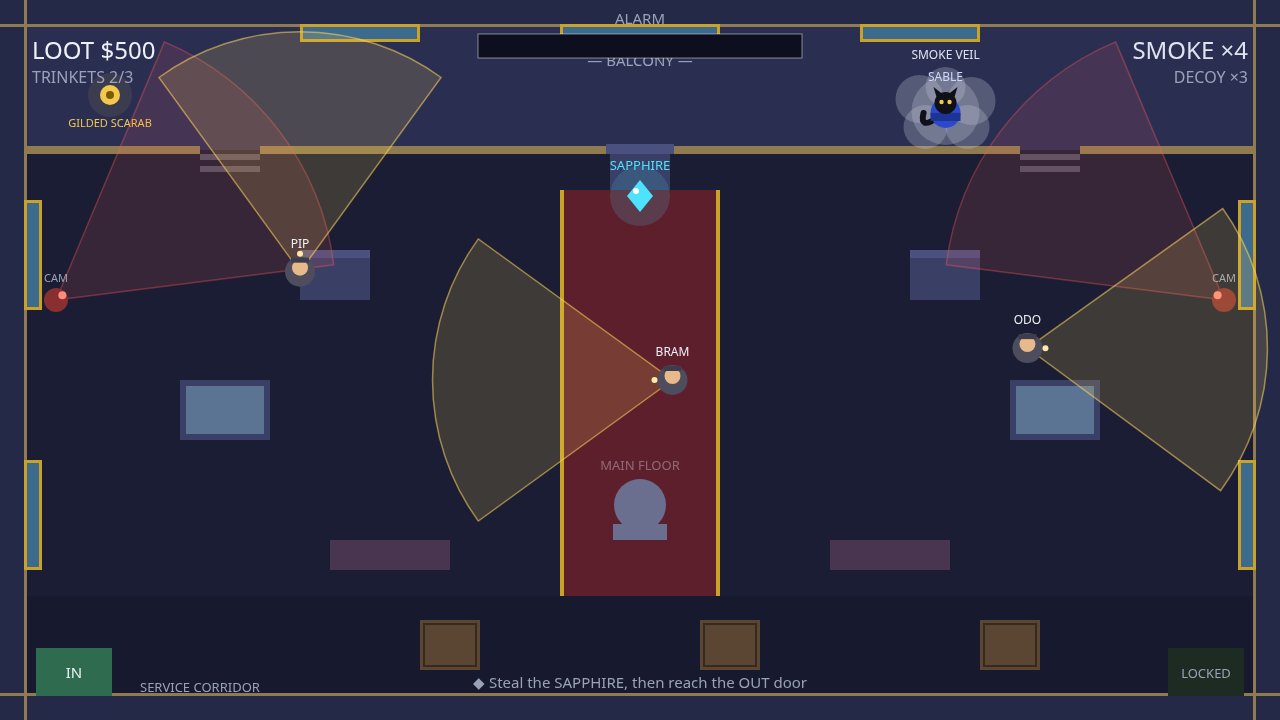 ALARM
LOOT $500
TRINKETS 2/3
— BALCONY —
SMOKE VEIL
SABLE
SMOKE ×4
DECOY ×3
GILDED SCARAB
SAPPHIRE
PIP
CAM
CAM
ODO
BRAM
MAIN FLOOR
IN
SERVICE CORRIDOR
◆ Steal the SAPPHIRE, then reach the OUT door
LOCKED